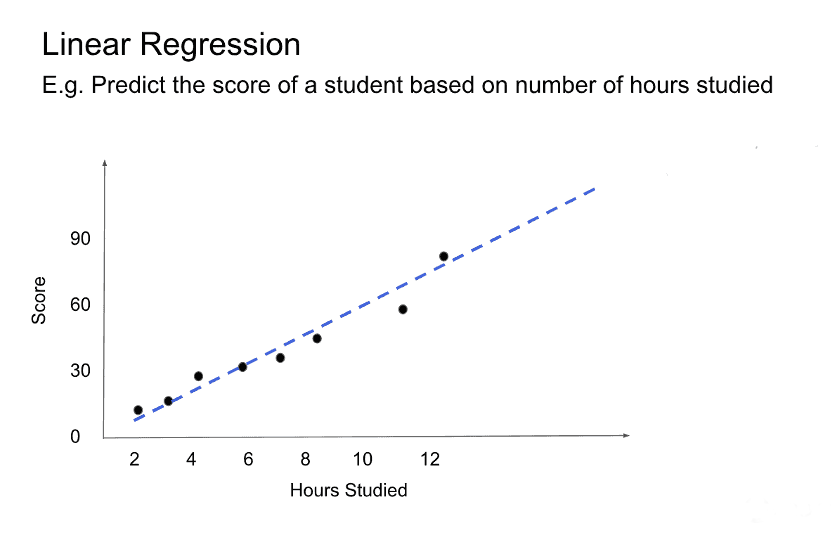 Linear Regression
E.g. Predict the score of a student based on number of hours studied
90
60
30
0
Score
2 4 6 8 10 12
Hours Studied